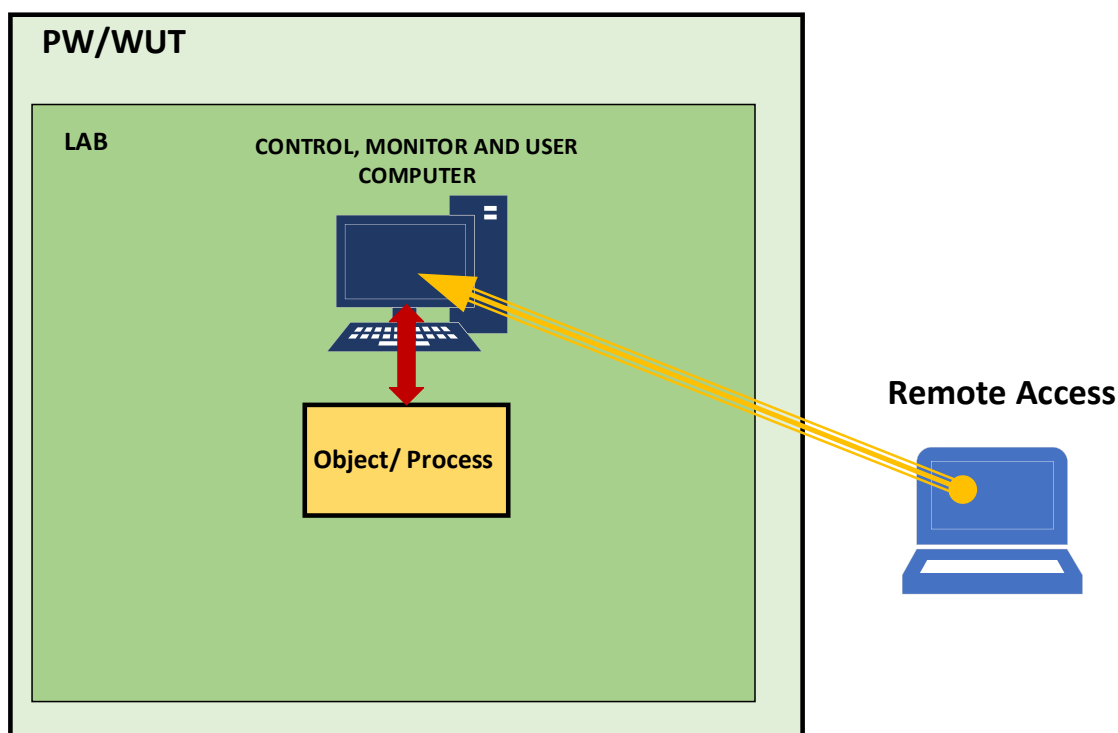 PW/WUT
LAB
CONTROL, MONITOR AND USER
COMPUTER
Object/ Process
Remote Access